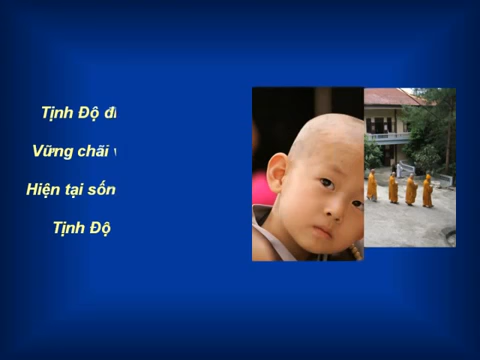 Tịnh Độ
Vững chãi
Hiện tại sốn
Tịnh Độ